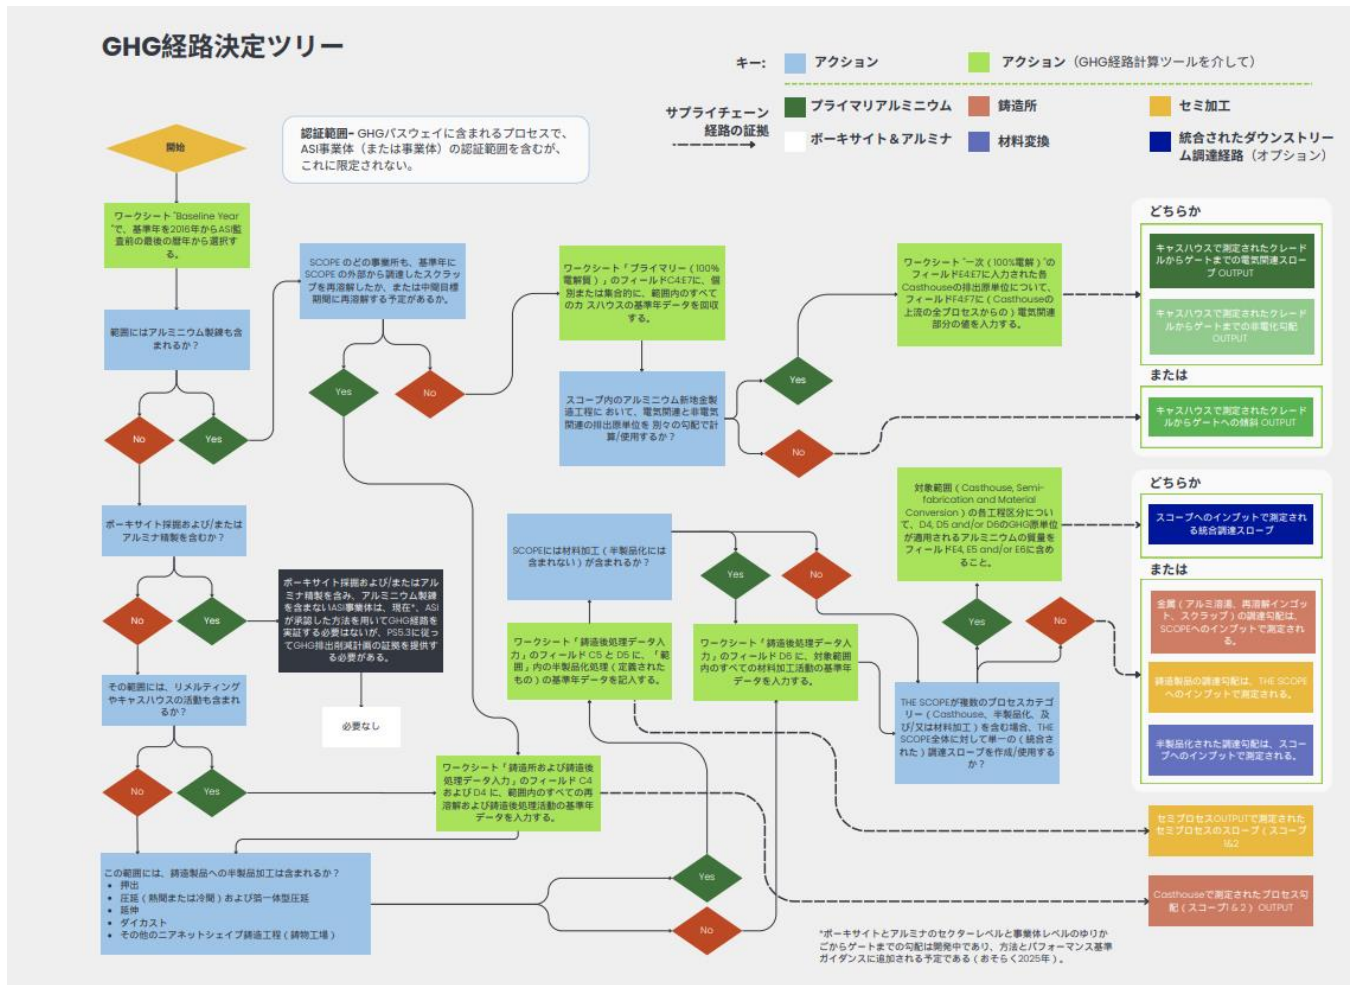 GHG経路決定ツリー
キー:
アクション
アクション（GHG経路計算ツールを介して）
サプライチェーン
経路の証拠
プライマリアルミニウム
鋳造所
セミ加工
ボーキサイト＆アルミナ
材料変換
統合されたダウンストリー
ム調達経路（オプション）
開始
認証範囲- GHGパスウェイに含まれるプロセスで、
ASI事業体（または事業体）の認証範囲を含むが、
これに限定されない。
ワークシート "Baseline Year
"で、基準年を2016年からASI監
査前の最後の暦年から選択す
る。
範囲にはアルミニウム製錬も含
まれるか？
No
Yes
ボーキサイト採掘および/または
アルミナ精製を含むか？
No
Yes
ボーキサイト採掘および/またはアル
ミナ精製を含み、アルミニウム製錬
を含まないASI事業体は、現在*、ASI
が承認した方法を用いてGHG経路を
実証する必要はないが、PS5.3に従っ
てGHG排出削減計画の証拠を提供す
る必要がある。
必要なし
その範囲には、リメルティング
やキャスハウスの活動も含まれ
るか？
No
Yes
この範囲には、鋳造製品への半製品加工は含まれるか？
• 押出
• 圧延（熱間または冷間）および箔一体型圧延
• 延伸
• ダイカスト
• その他のニアネットシェイプ鋳造工程（鋳物工場）
SCOPE のどの事業所も、基準年に
SCOPE の外部から調達したスクラッ
プを再溶解したか、または中間目標
期間に再溶解する予定があるか。
Yes
No
ワークシート「プライマリー（100%
電解質）」のフィールドC4:E7に、個
別または集合的に、範囲内のすべて
のカ スハウスの基準年データを回収
する。
スコープ内のアルミニウム新地金製
造工程に おいて、電気関連と非電気
関連の排出原単位を 別々の勾配で計
算/使用するか？
Yes
No
ワークシート "一次（100%電解）"の
フィールドE4:E7に入力された各
Casthouseの排出原単位について、
フィールドF4:F7に（Casthouseの
上流の全プロセスからの）電気関連
部分の値を入力する。
どちらか
キャスハウスで測定されたクレード
ルからゲートまでの電気関連スロー
プ OUTPUT
キャスハウスで測定されたクレード
ルからゲートまでの非電化勾配
OUTPUT
または
キャスハウスで測定されたクレード
ルからゲートへの傾斜 OUTPUT
SCOPEには材料加工（半製品化には
含まれない）が含まれるか？
Yes
No
ワークシート「鋳造後処理データ入
力」のフィールド C5 と D5 に、「範
囲」内の半製品化処理（定義された
もの）の基準年データを記入する。
ワークシート「鋳造後処理データ入
力」のフィールド D6 に、対象範囲
内のすべての材料加工活動の基準年
データを入力する。
ワークシート「鋳造所および鋳造後
処理データ入力」のフィールド C4
および D4 に、範囲内のすべての再
溶解および鋳造後処理活動の基準年
データを入力する。
Yes
No
対象範囲（Casthouse, Semi-
fabrication and Material
Conversion）の各工程区分につい
て、D4, D5 and/or D6のGHG原単位
が適用されるアルミニウムの質量を
フィールドE4, E5 and/or E6に含め
ること。
Yes
No
THE SCOPEが複数のプロセスカテゴ
リー（Casthouse、半製品化、及
び/又は材料加工）を含む場合、THE
SCOPE全体に対して単一の（統合さ
れた）調達スロープを作成/使用する
か？
どちらか
スコープへのインプットで測定され
る統合調達スロープ
または
金属（アルミ溶湯、再溶解インゴッ
ト、スクラップ）の調達勾配は、
SCOPEへのインプットで測定され
る。
鋳造製品の調達勾配は、THE SCOPE
へのインプットで測定される。
半製品化された調達勾配は、スコー
プへのインプットで測定される。
セミプロセスOUTPUTで測定された
セミプロセスのスロープ（スコープ
1&2
Casthouseで測定されたプロセス勾
配（スコープ1 & 2） OUTPUT
*ボーキサイトとアルミナのセクターレベルと事業体レベルのゆりか
ごからゲートまでの勾配は開発中であり、方法とパフォーマンス基準
ガイダンスに追加される予定である（おそらく2025年）。